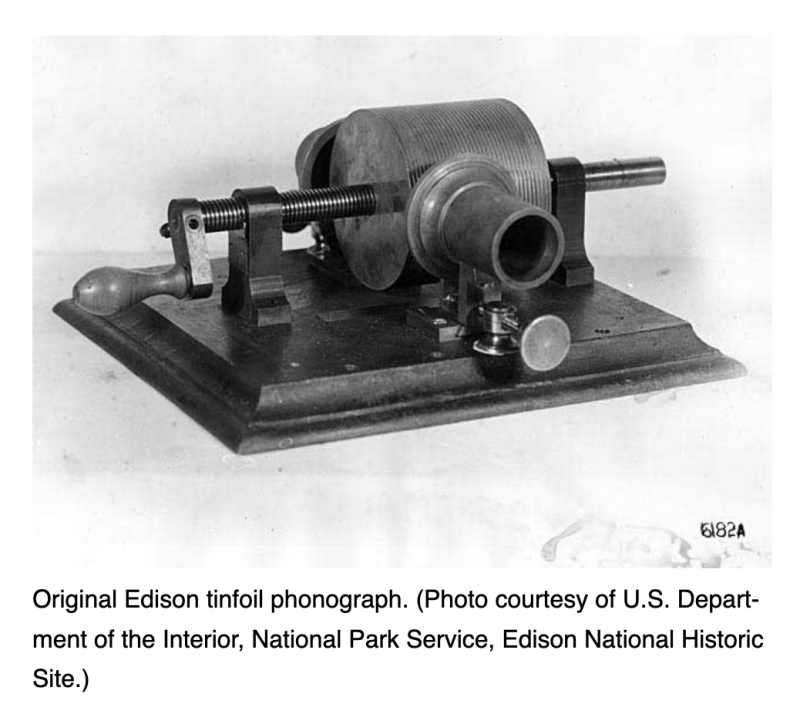 6182A
Original Edison tinfoil phonograph. (Photo courtesy of U.S. Depart-
ment of the Interior, National Park Service, Edison National Historic
Site.)